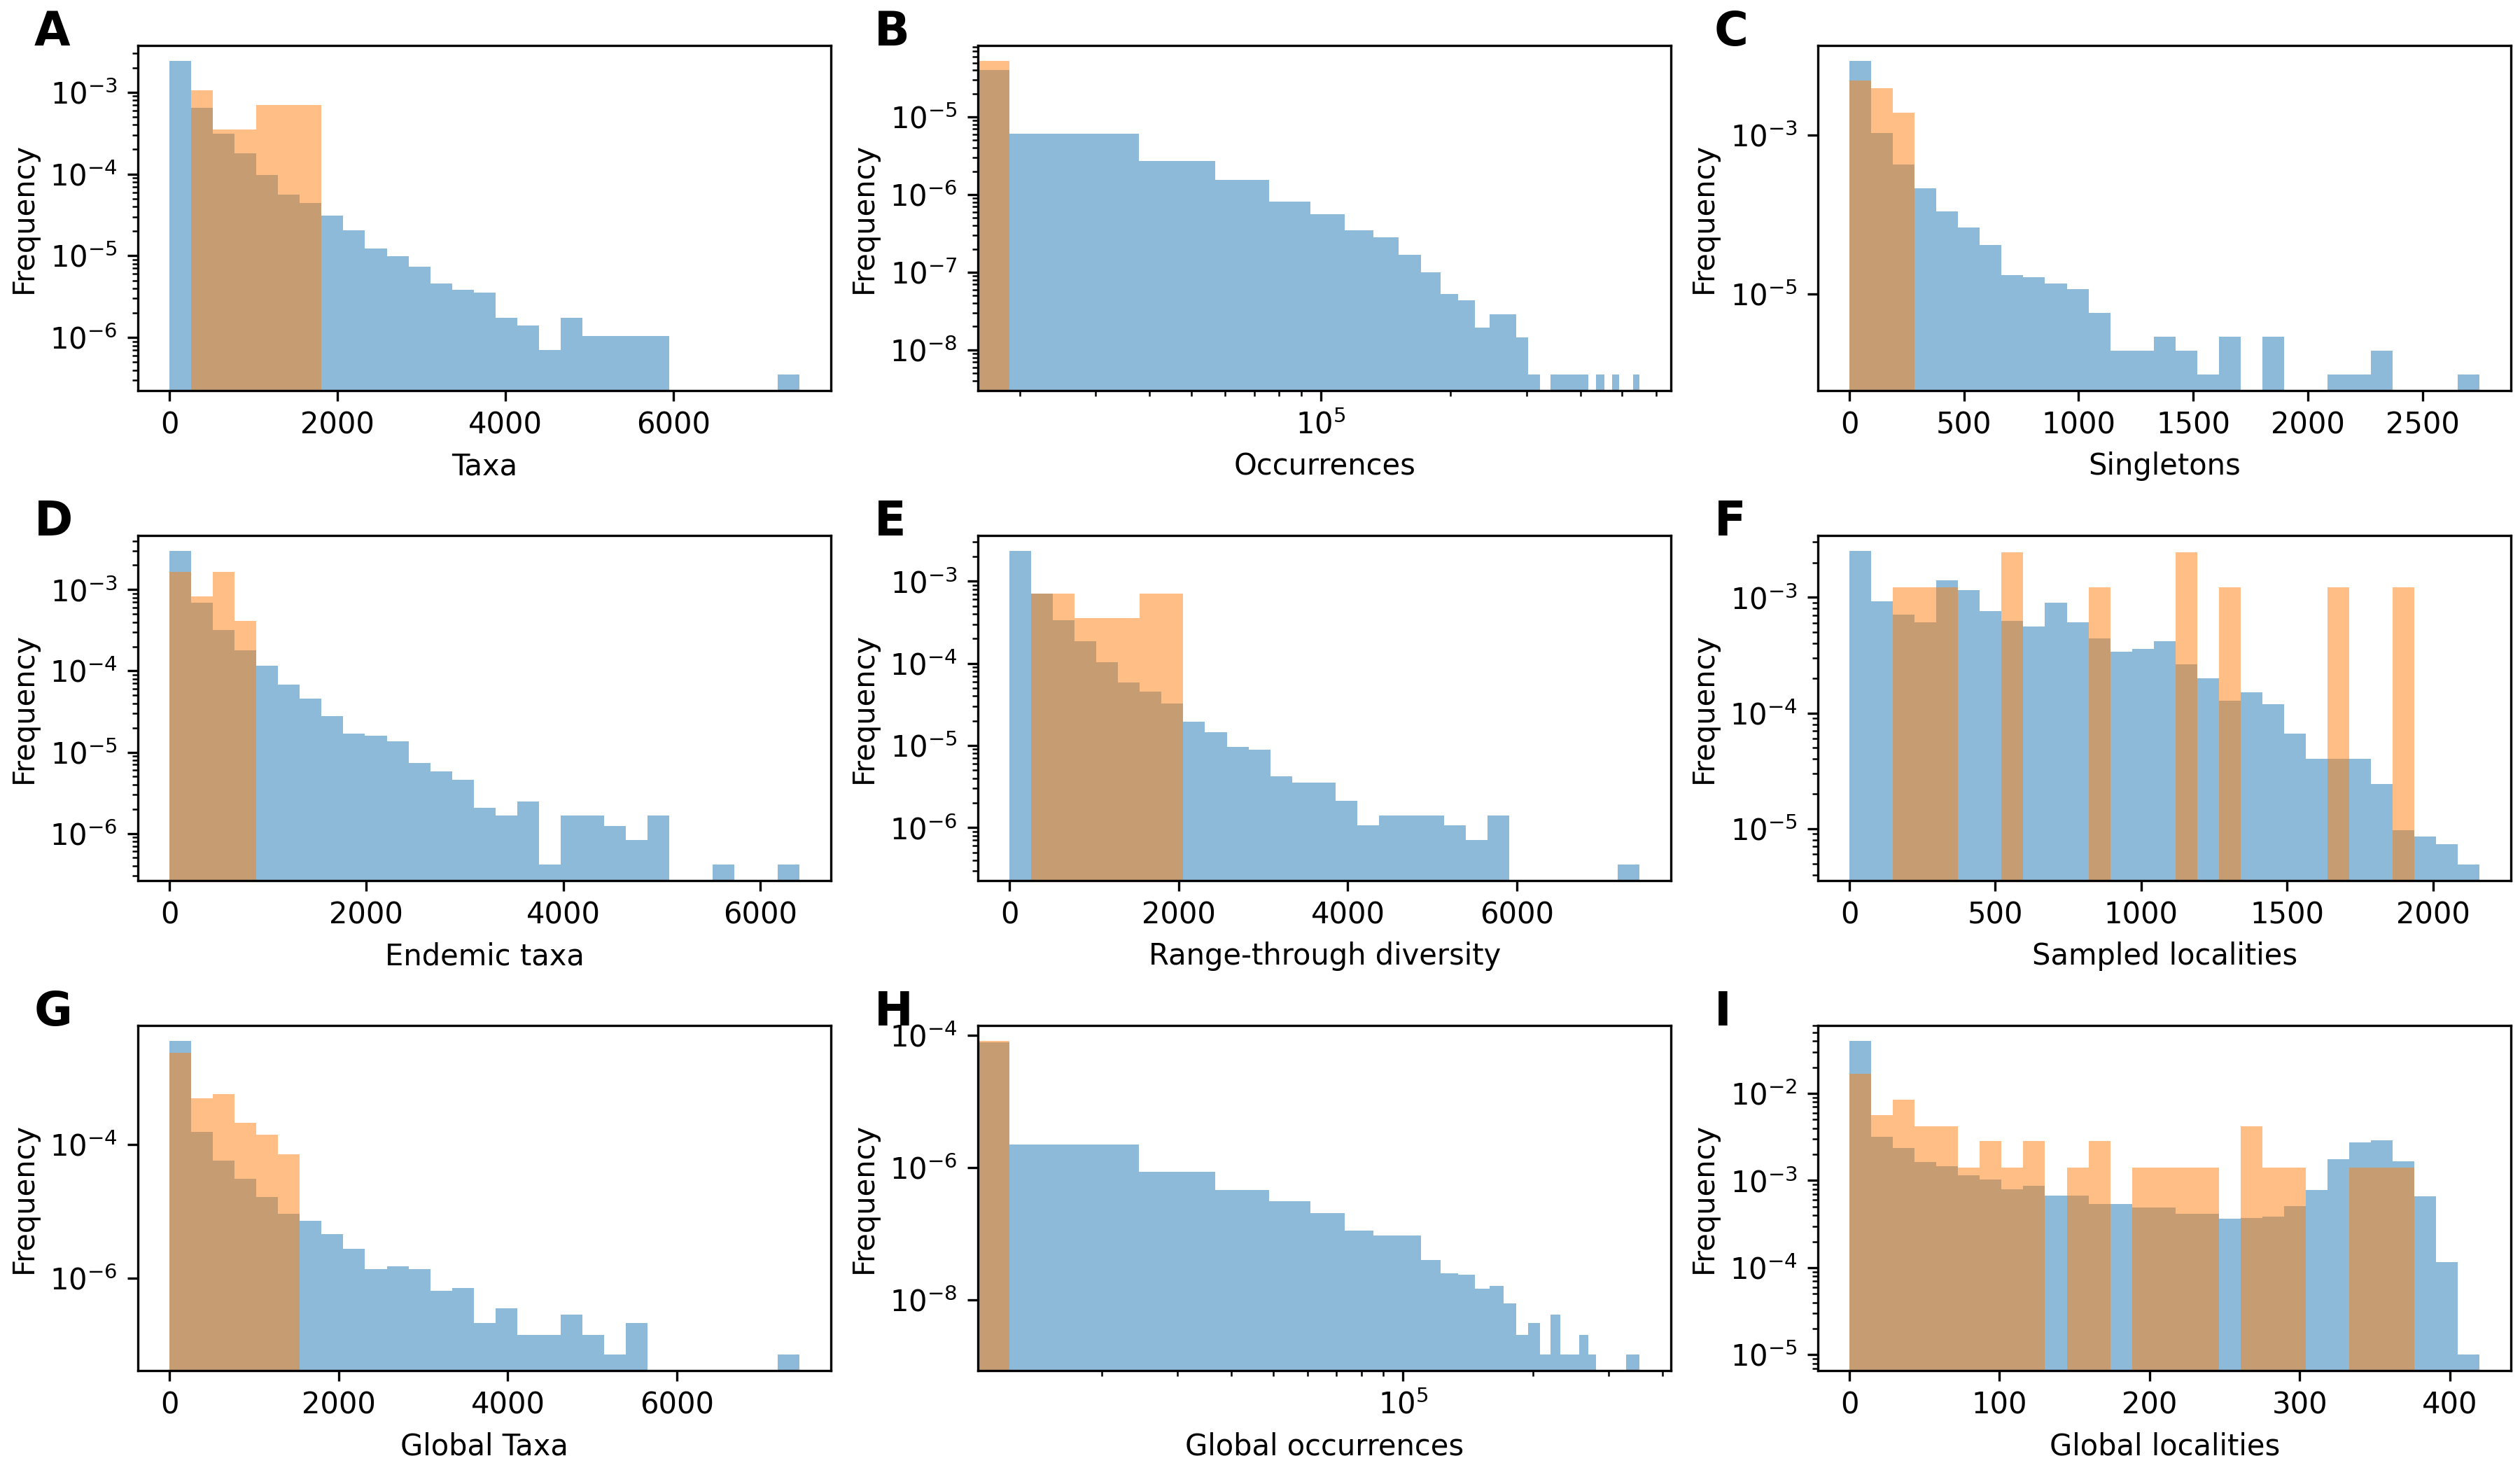 A
Frequency
10⁻³
10⁻⁴
10⁻⁵
10⁻⁶
0 2000 4000 6000
Taxa
B
Frequency
10⁻⁵
10⁻⁶
10⁻⁷
10⁻⁸
10⁵
Occurrences
C
Frequency
10⁻³
10⁻⁵
0 500 1000 1500 2000 2500
Singletons
D
Frequency
10⁻³
10⁻⁴
10⁻⁵
10⁻⁶
0 2000 4000 6000
Endemic taxa
E
Frequency
10⁻³
10⁻⁴
10⁻⁵
10⁻⁶
0 2000 4000 6000
Range-through diversity
F
Frequency
10⁻³
10⁻⁴
10⁻⁵
0 500 1000 1500 2000
Sampled localities
G
Frequency
10⁻⁴
10⁻⁶
0 2000 4000 6000
Global Taxa
H
Frequency
10⁻⁴
10⁻⁶
10⁻⁸
10⁵
Global occurrences
I
Frequency
10⁻²
10⁻³
10⁻⁴
10⁻⁵
0 100 200 300 400
Global localities